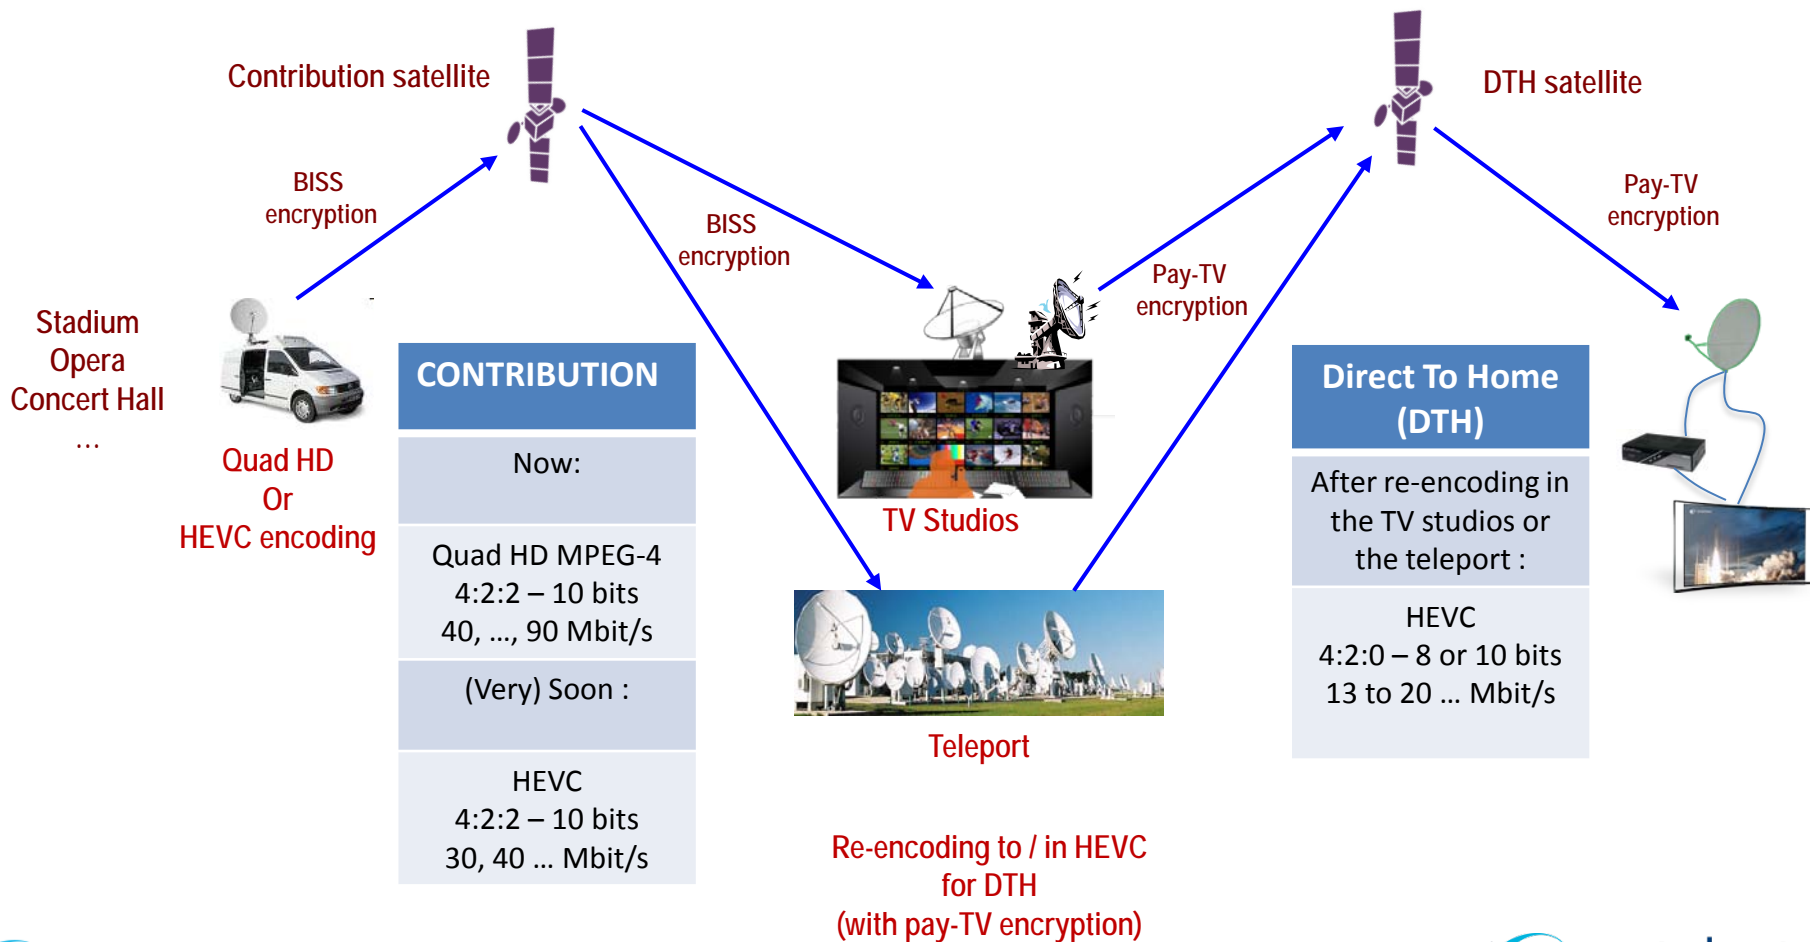 Contribution satellite
DTH satellite
BISS
encryption
BISS
encryption
Pay-TV
encryption
Pay-TV
encryption
Stadium
Opera
Concert Hall
...
Quad HD
Or
HEVC encoding
CONTRIBUTION
Now:
Quad HD MPEG-4
4:2:2 – 10 bits
40, ..., 90 Mbit/s
(Very) Soon :
HEVC
4:2:2 – 10 bits
30, 40 ... Mbit/s
TV Studios
Teleport
Re-encoding to / in HEVC
for DTH
(with pay-TV encryption)
Direct To Home
(DTH)
After re-encoding in
the TV studios or
the teleport :
HEVC
4:2:0 – 8 or 10 bits
13 to 20 ... Mbit/s